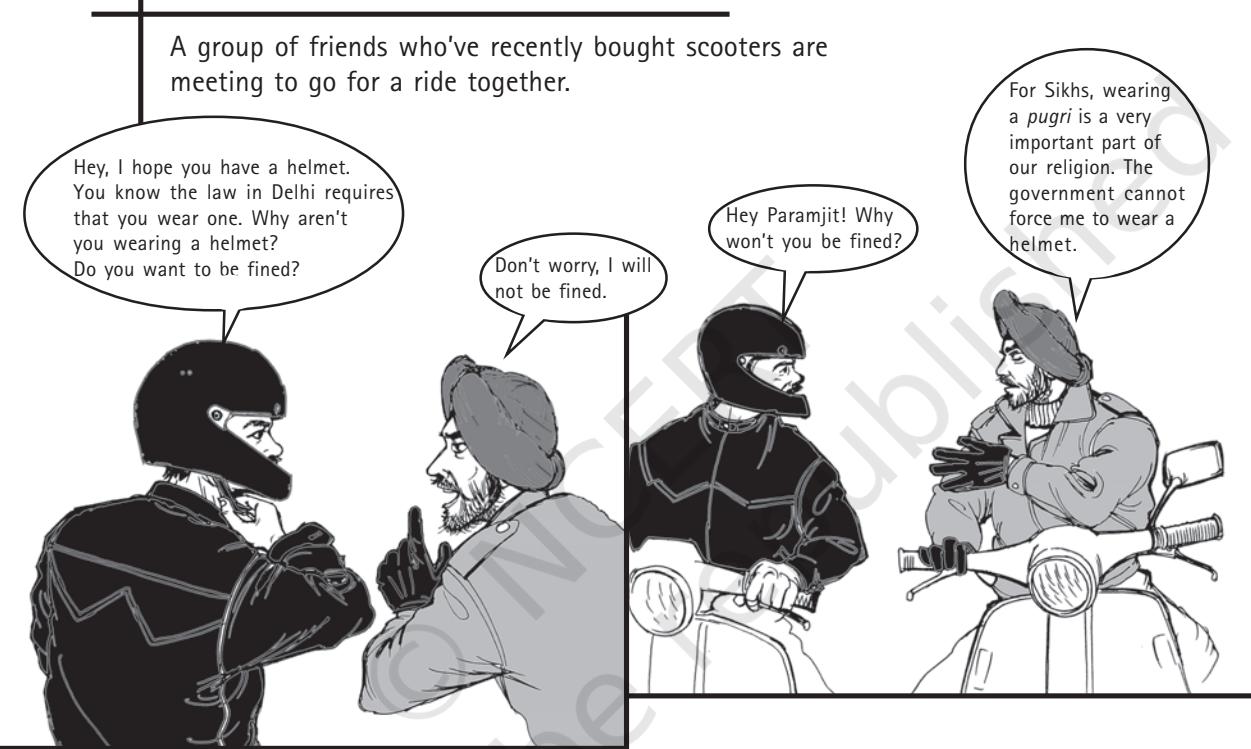 A group of friends who've recently bought scooters are
meeting to go for a ride together.
Hey, I hope you have a helmet.
You know the law in Delhi requires
that you wear one. Why aren't
you wearing a helmet?
Do you want to be fined?
Don't worry, I will
not be fined.
Hey Paramjit! Why
won't you be fined?
For Sikhs, wearing
a pugri is a very
important part of
our religion. The
government cannot
force me to wear a
helmet.
© NCERT
be republished